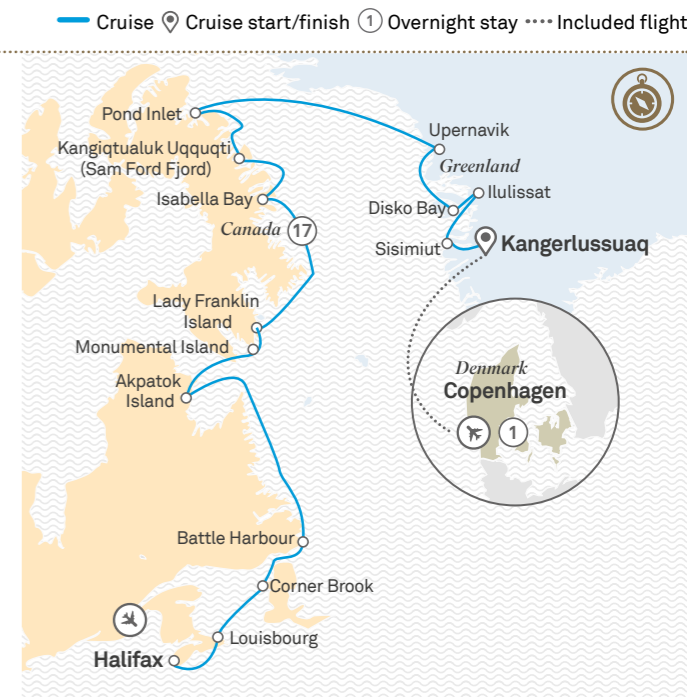 Cruise Cruise start/finish 1 Overnight stay Included flight
Pond Inlet
Upernavik
Kangiqtualuk Uqquqti
(Sam Ford Fjord)
Greenland
Ilulissat
Isabella Bay
Disko Bay
Canada 17
Sisimiut
Kangerlussuaq
Lady Franklin
Island
Monumental Island
Akpatok
Island
Denmark
Copenhagen
1
Battle Harbour
Corner Brook
Louisbourg
Halifax